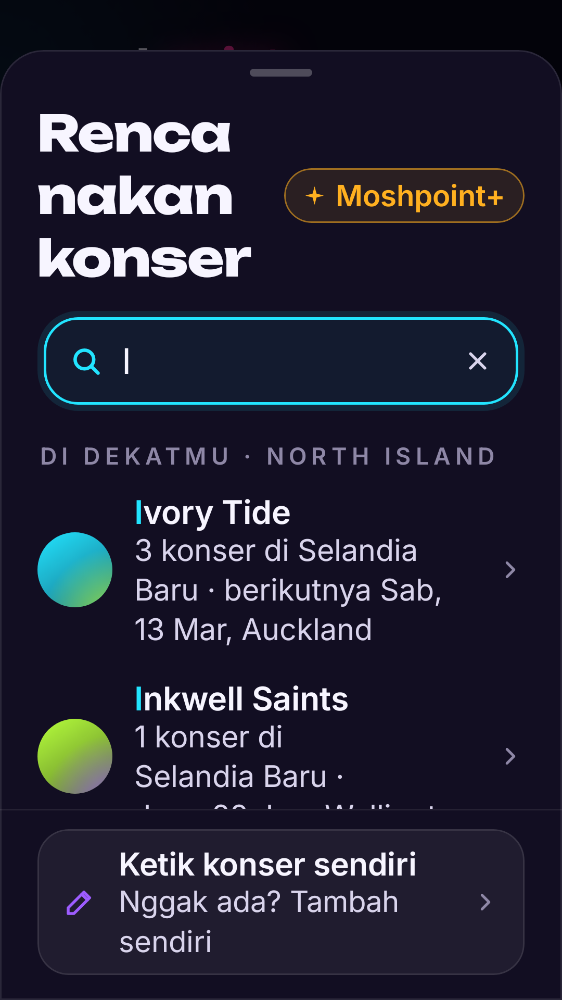 Renca
nakan
konser
Moshpoint+
I
DI DEKATMU · NORTH ISLAND
Ivory Tide
3 konser di Selandia
Baru · berikutnya Sab,
13 Mar, Auckland
Inkwell Saints
1 konser di
Selandia Baru ·
Ketik konser sendiri
Nggak ada? Tambah
sendiri